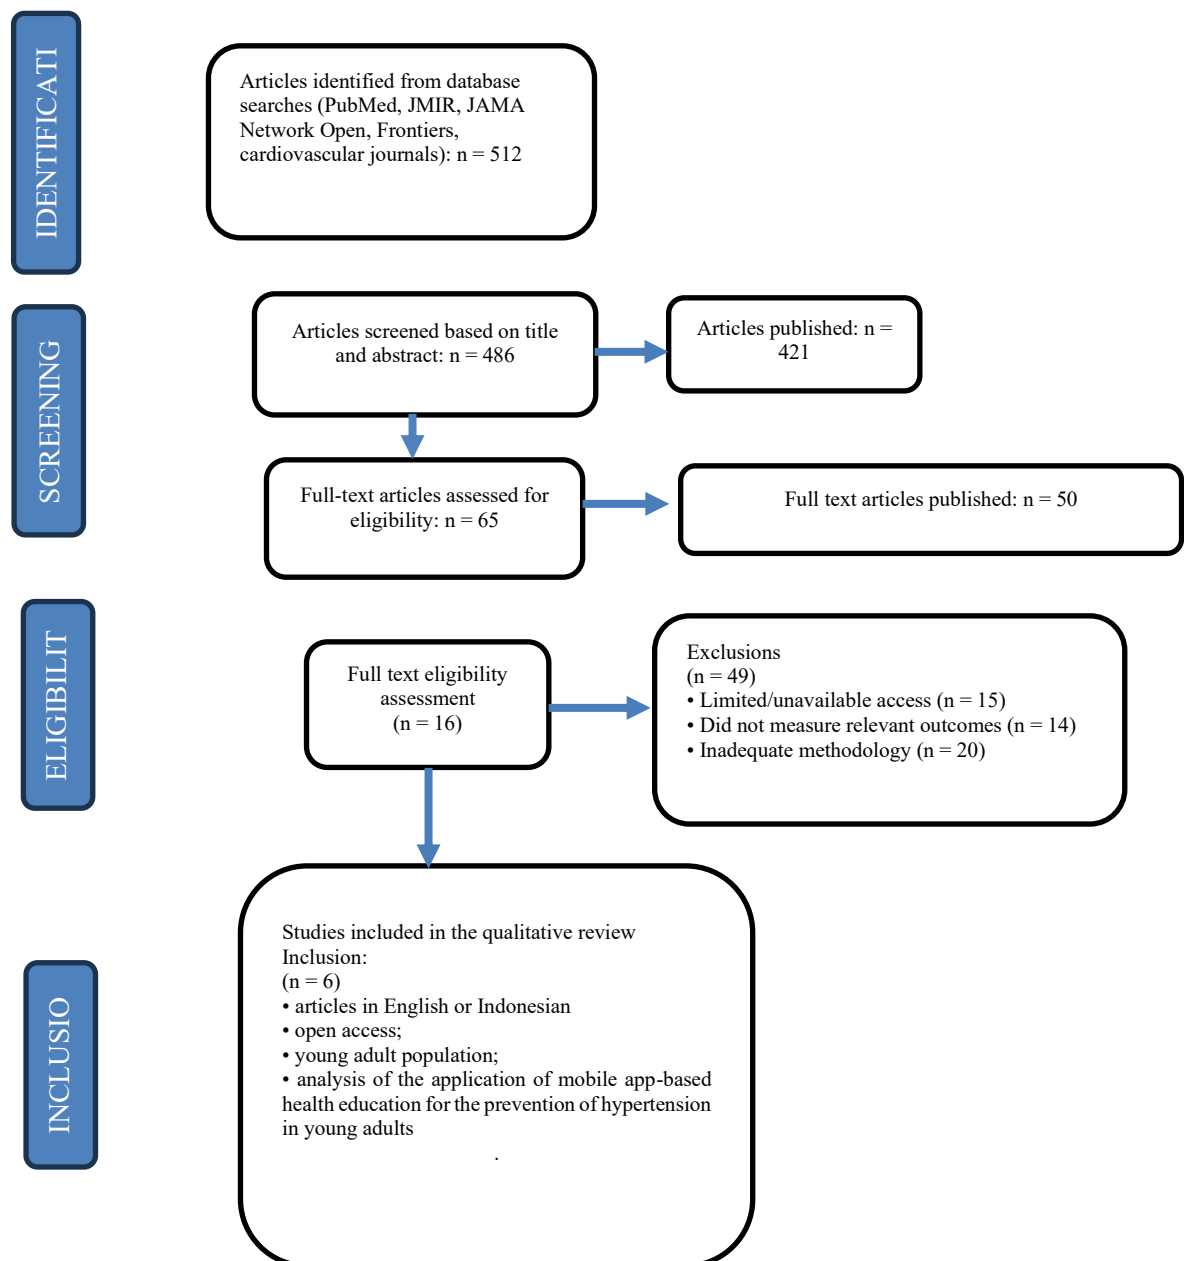 IDENTIFICATI
Articles identified from database
searches (PubMed, JMIR, JAMA
Network Open, Frontiers,
cardiovascular journals): n = 512
SCREENING
Articles screened based on title
and abstract: n = 486
Articles published: n =
421
Full-text articles assessed for
eligibility: n = 65
Full text articles published: n = 50
ELIGIBILIT
Full text eligibility
assessment
(n = 16)
Exclusions
(n = 49)
• Limited/unavailable access (n = 15)
• Did not measure relevant outcomes (n = 14)
• Inadequate methodology (n = 20)
INCLUSIO
Studies included in the qualitative review
Inclusion:
(n = 6)
• articles in English or Indonesian
• open access;
• young adult population;
• analysis of the application of mobile app-based
health education for the prevention of hypertension
in young adults
.